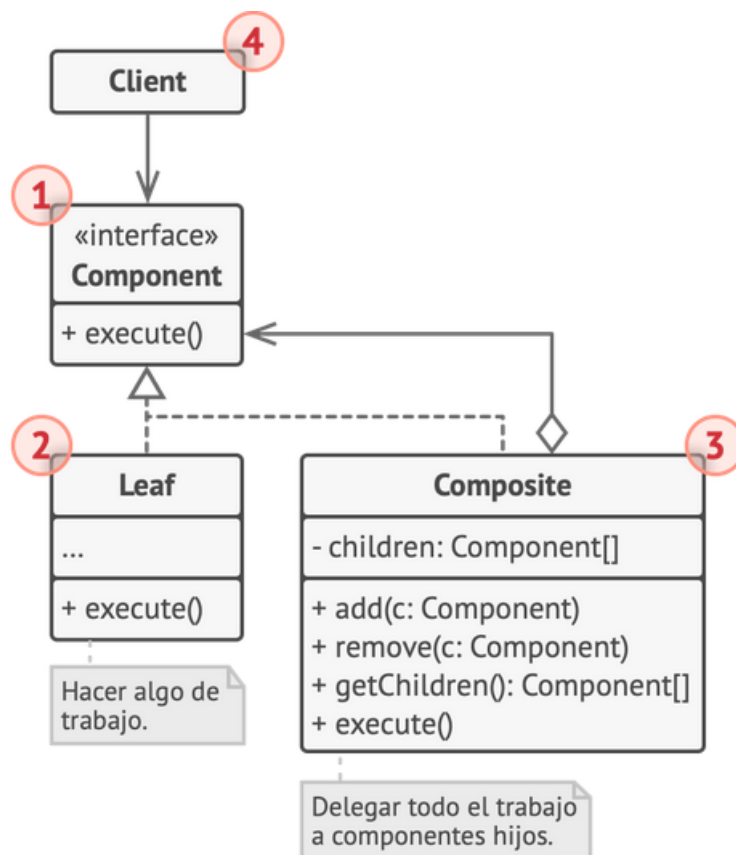 4
Client
1
«interface»
Component
+ execute()
2
Leaf
...
+ execute()
Hacer algo de
trabajo.
3
Composite
- children: Component[]
+ add(c: Component)
+ remove(c: Component)
+ getChildren(): Component[]
+ execute()
Delegar todo el trabajo
a componentes hijos.